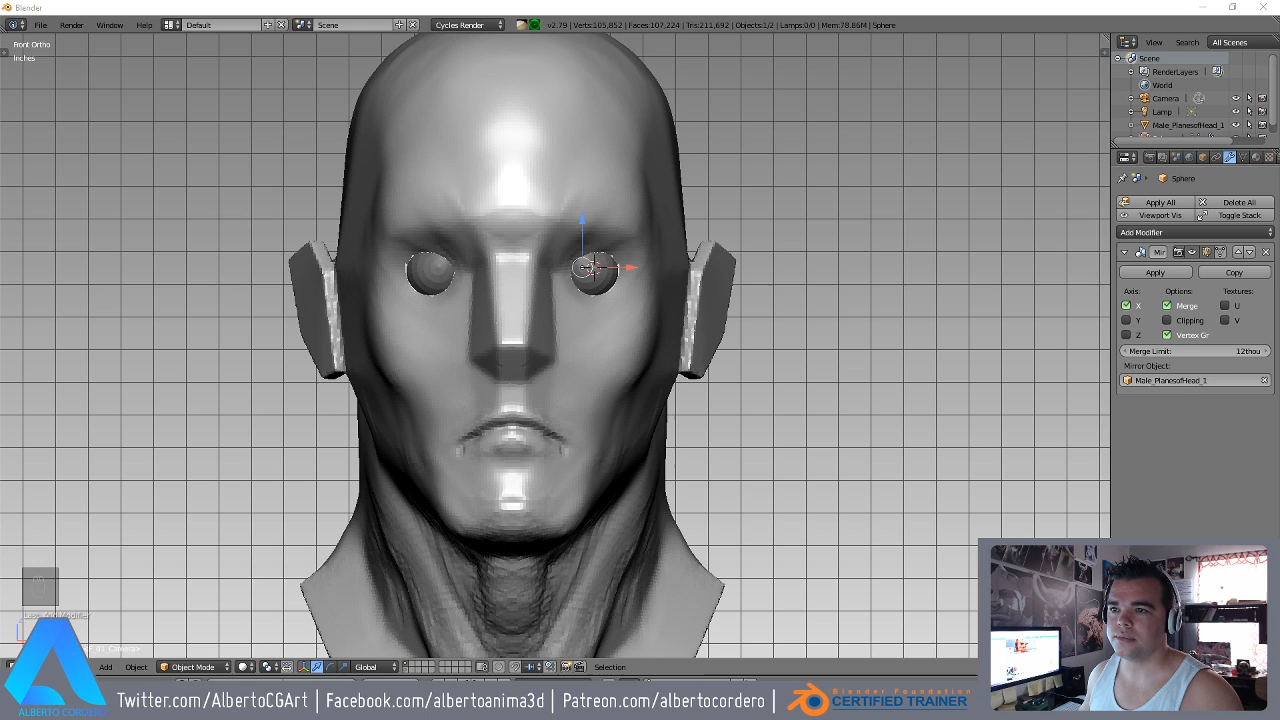 Blender
File Render Window Help Default Scene Cycles Render v2.79 | Verts:105,852 | Faces:107,224 | Tris:211,692 | Objects:1/2 | Lamps:0/0 | Mem:78.86M | Sphere
Front Ortho
Inches
View Search All Scenes
Scene
RenderLayers
World
Camera
Lamp
Male_PlanesofHead_1
Sphere
Apply All Delete All
Viewport Vis Toggle Stack
Add Modifier
Mir
Apply Copy
Axis: Options: Textures:
X Merge U
Y Clipping V
Z Vertex Gr
Merge Limit: 12thou
Mirror Object:
Male_PlanesofHead_1
Add Object Object Mode Global Selection
ALBERTO CORDERO
Twitter.com/AlbertoCGArt | Facebook.com/albertoanima3d | Patreon.com/albertocordero |
Blender Foundation
CERTIFIED TRAINER